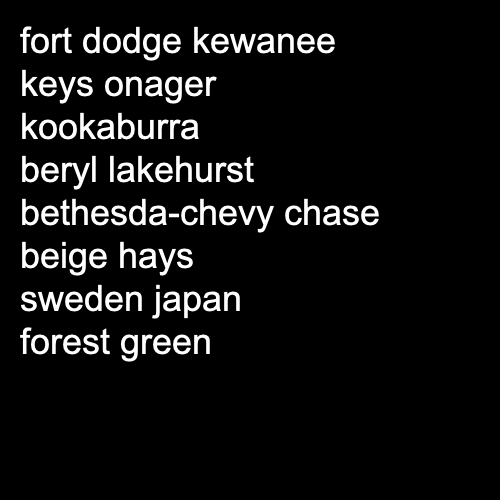 fort dodge kewanee
keys onager
kookaburra
beryl lakehurst
bethesda-chevy chase
beige hays
sweden japan
forest green